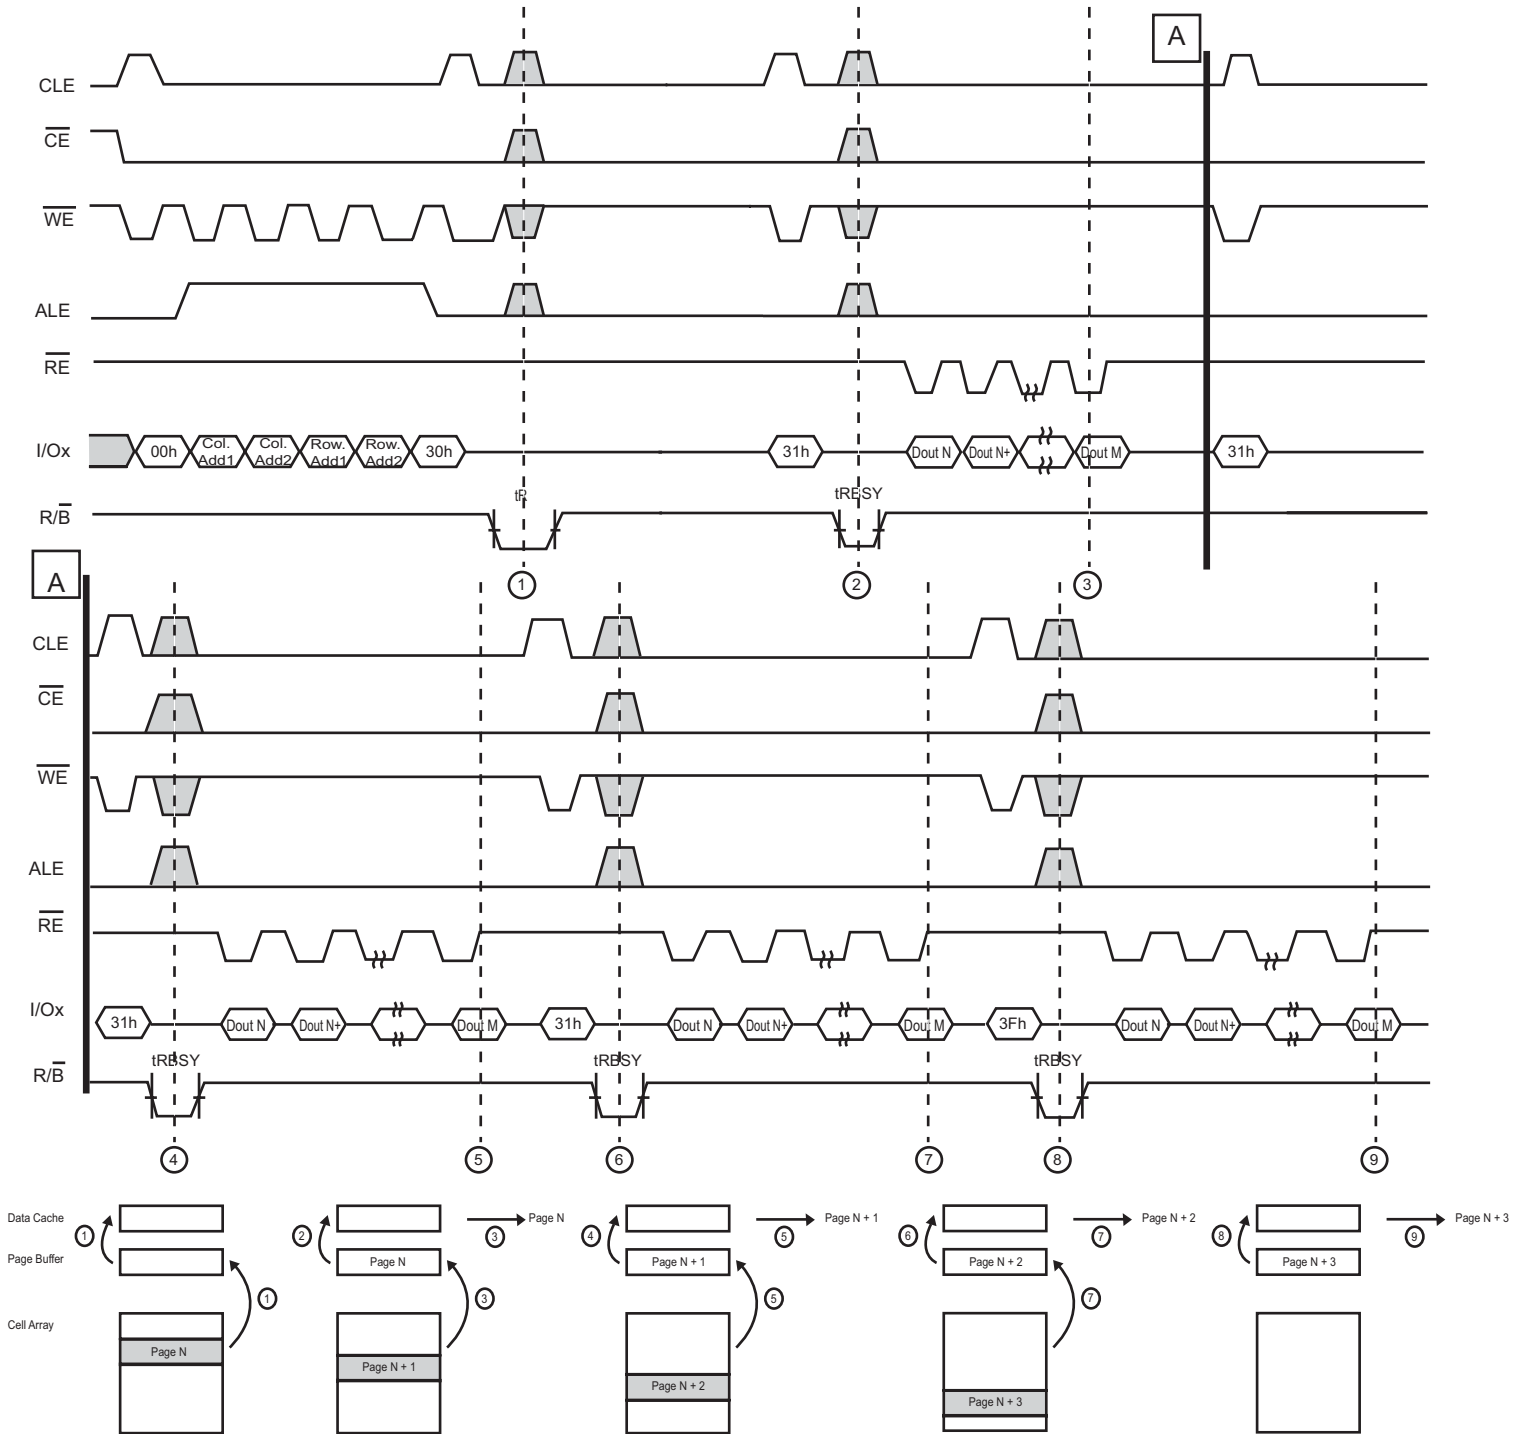 A
CLE
CE
WE
ALE
RE
I/Ox 00h Col. Add1 Col. Add2 Row. Add1 Row. Add2 30h 31h Dout N Dout N+ Dout M 31h
R/B tR tRBSY
1 2 3
A
CLE
CE
WE
ALE
RE
I/Ox 31h Dout N Dout N+ Dout M 31h Dout N Dout N+ Dout M 3Fh Dout N Dout N+ Dout M
R/B tRBSY tRBSY tRBSY
4 5 6 7 8 9
Data Cache 1 2 3 Page N 4 5 Page N + 1 6 7 Page N + 2 8 9 Page N + 3
Page Buffer Page N Page N + 1 Page N + 2 Page N + 3
1 3 5 7
Cell Array
Page N Page N + 1 Page N + 2 Page N + 3